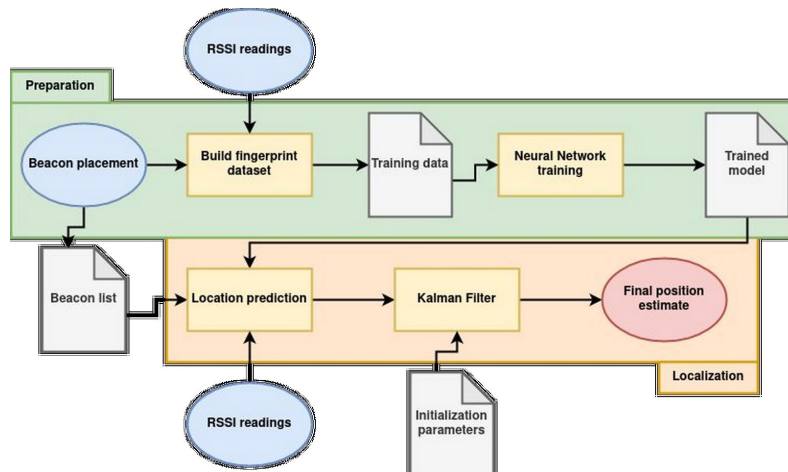 RSSI readings
Preparation
Beacon placement
Build fingerprint
dataset
Training data
Neural Network
training
Trained
model
Beacon list
Location prediction
Kalman Filter
Final position
estimate
Localization
RSSI readings
Initialization
parameters